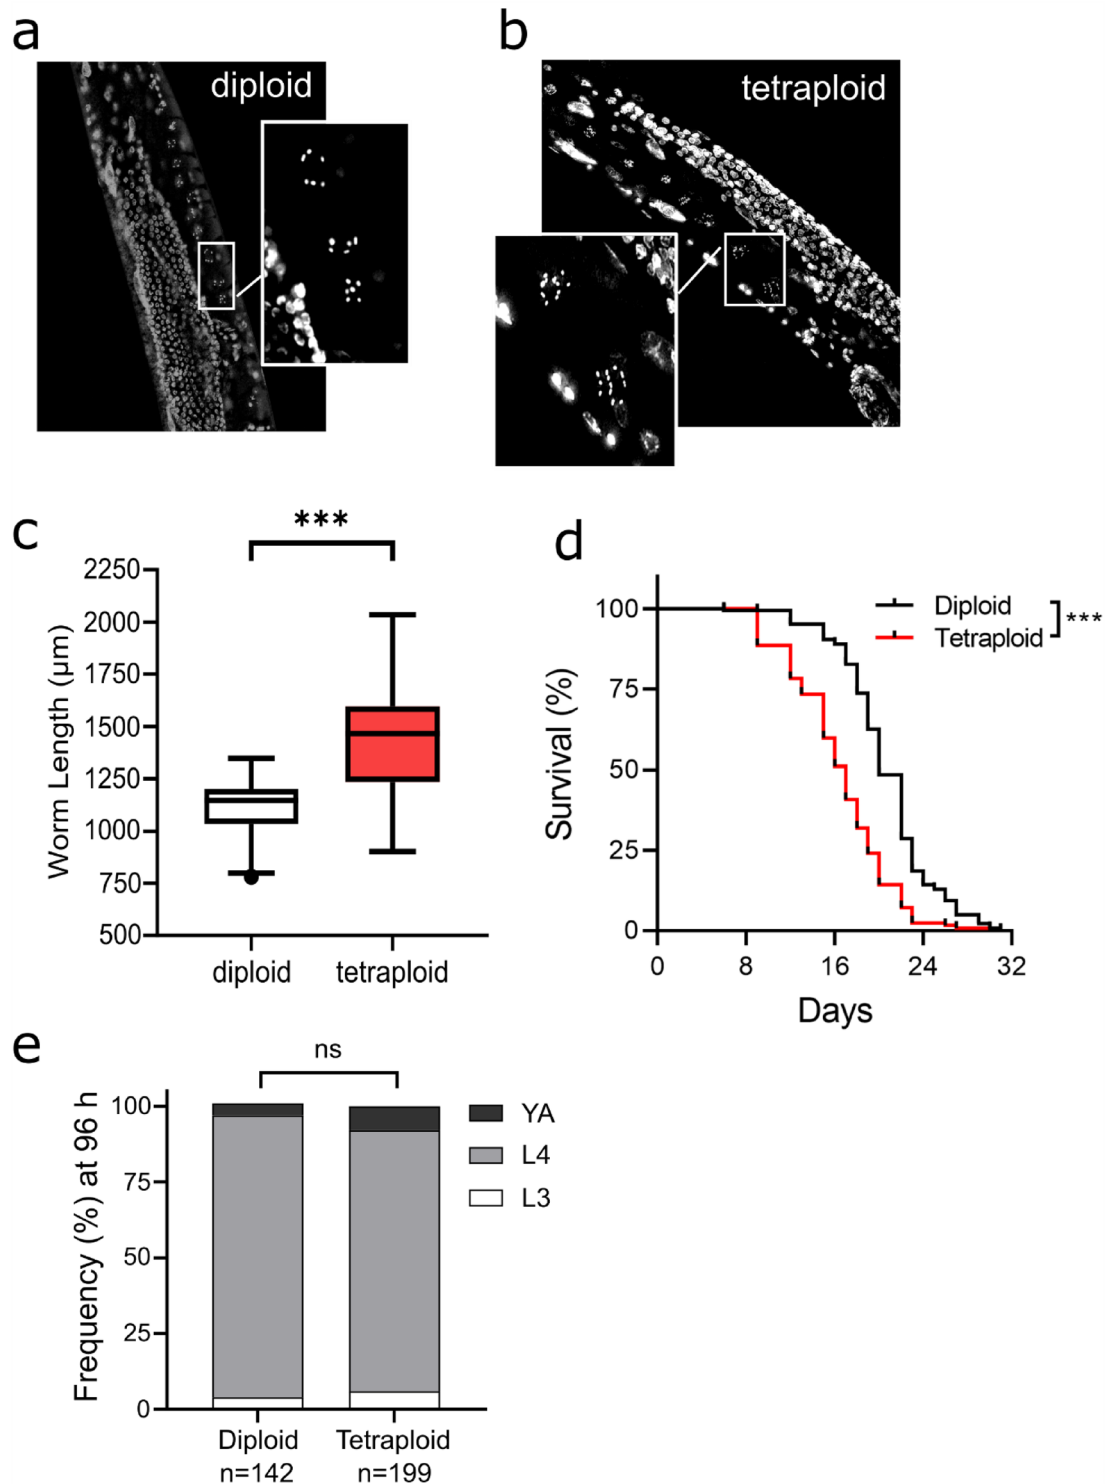 a
diploid
b
tetraploid
c
***
2250
2000
1750
1500
1250
1000
750
500
Worm Length (µm)
diploid
tetraploid
d
100
75
50
25
0
Survival (%)
0 8 16 24 32
Days
Diploid
Tetraploid
***
e
ns
100
75
50
25
0
Frequency (%) at 96 h
YA
L4
L3
Diploid
n=142
Tetraploid
n=199